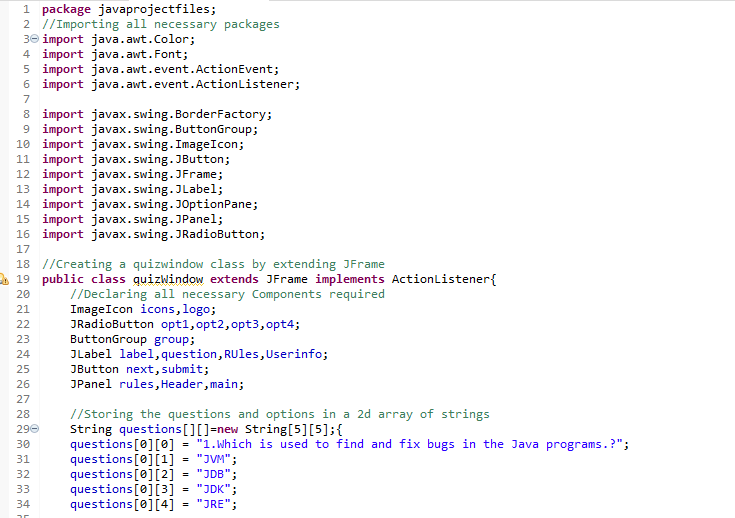 1 package javaprojectfiles;
2 //Importing all necessary packages
3 import java.awt.Color;
4 import java.awt.Font;
5 import java.awt.event.ActionEvent;
6 import java.awt.event.ActionListener;
7
8 import javax.swing.BorderFactory;
9 import javax.swing.ButtonGroup;
10 import javax.swing.ImageIcon;
11 import javax.swing.JButton;
12 import javax.swing.JFrame;
13 import javax.swing.JLabel;
14 import javax.swing.JOptionPane;
15 import javax.swing.JPanel;
16 import javax.swing.JRadioButton;
17
18 //Creating a quizwindow class by extending JFrame
19 public class quizWindow extends JFrame implements ActionListener{
20 //Declaring all necessary Components required
21 ImageIcon icons,logo;
22 JRadioButton opt1,opt2,opt3,opt4;
23 ButtonGroup group;
24 JLabel label,question,RUles,Userinfo;
25 JButton next,submit;
26 JPanel rules,Header,main;
27
28 //Storing the questions and options in a 2d array of strings
29 String questions[][]=new String[5][5];{
30 questions[0][0] = "1.Which is used to find and fix bugs in the Java programs.?";
31 questions[0][1] = "JVM";
32 questions[0][2] = "JDB";
33 questions[0][3] = "JDK";
34 questions[0][4] = "JRE";